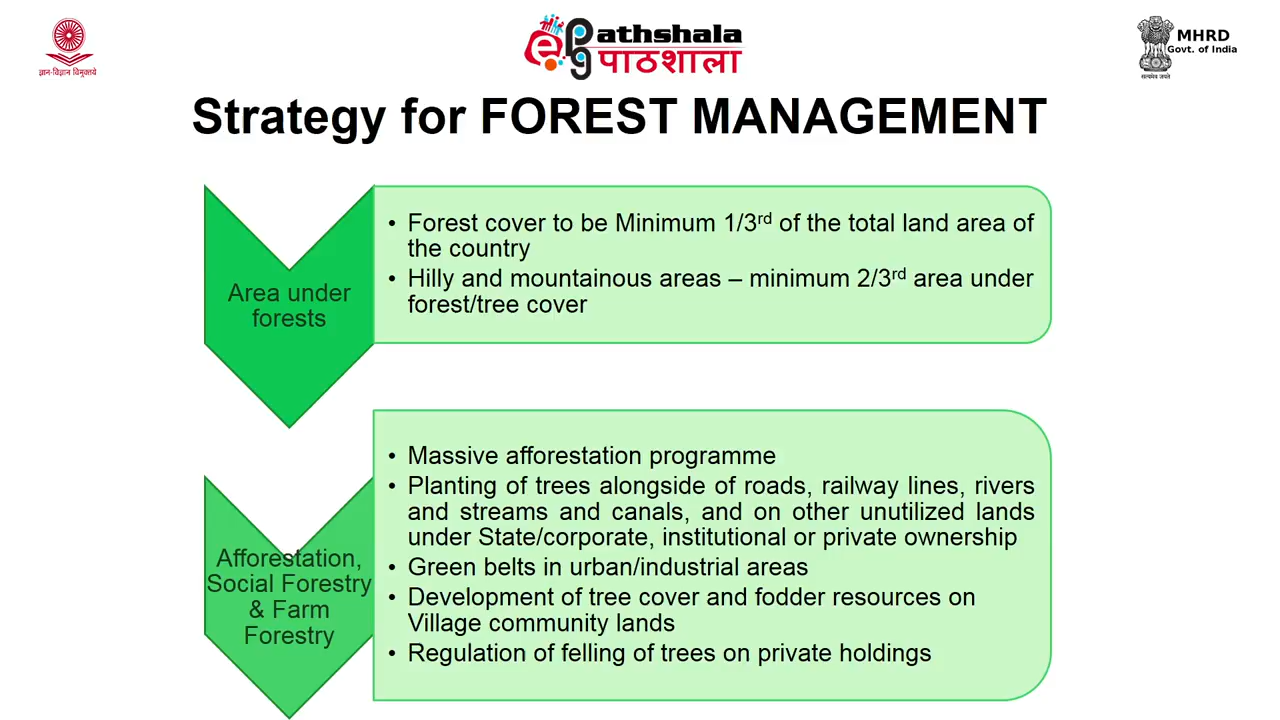 ज्ञान-विज्ञान विमुक्तये
e pg Pathshala
पाठशाला
MHRD
Govt. of India
सत्यमेव जयते
Strategy for FOREST MANAGEMENT
Area under
forests
• Forest cover to be Minimum 1/3rd of the total land area of
the country
• Hilly and mountainous areas – minimum 2/3rd area under
forest/tree cover
Afforestation,
Social Forestry
& Farm
Forestry
• Massive afforestation programme
• Planting of trees alongside of roads, railway lines, rivers
and streams and canals, and on other unutilized lands
under State/corporate, institutional or private ownership
• Green belts in urban/industrial areas
• Development of tree cover and fodder resources on
Village community lands
• Regulation of felling of trees on private holdings